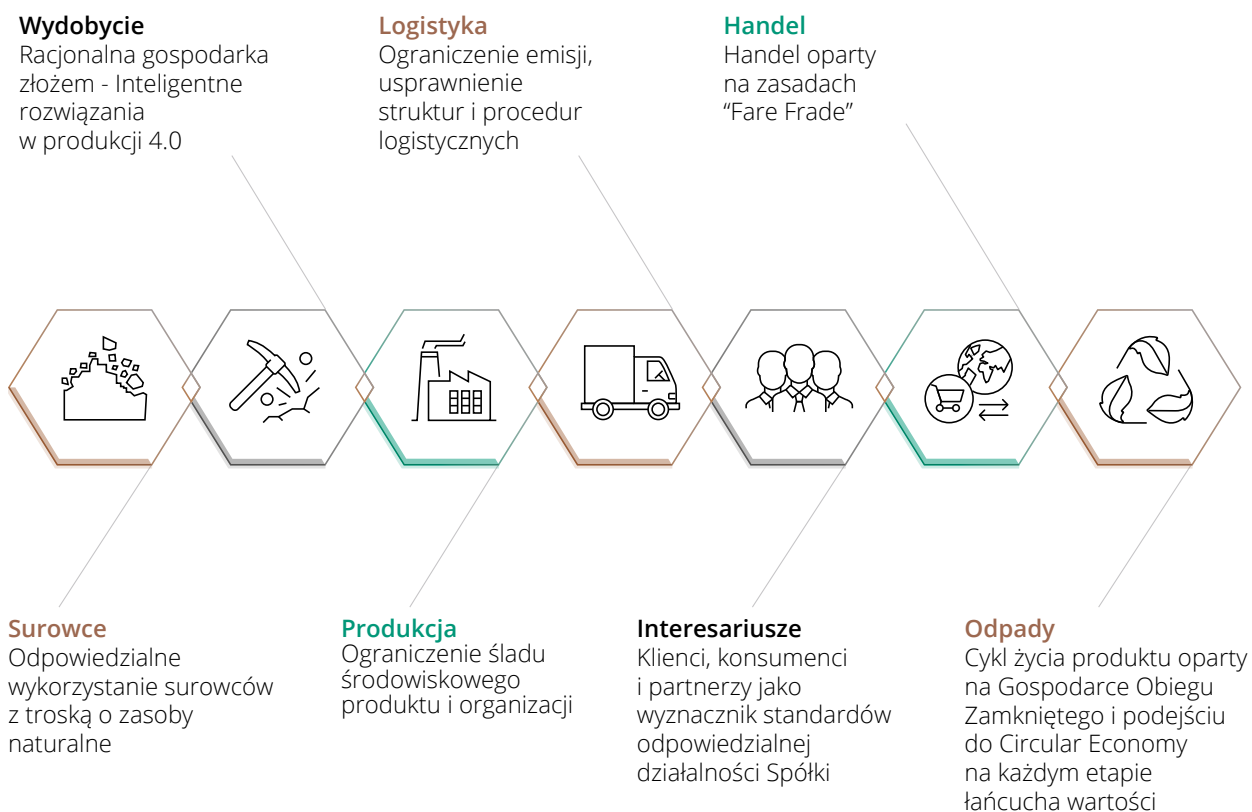 Wydobycie
Racjonalna gospodarka
złożem - Inteligentne
rozwiązania
w produkcji 4.0
Logistyka
Ograniczenie emisji,
usprawnienie
struktur i procedur
logistycznych
Handel
Handel oparty
na zasadach
“Fare Frade”
Surowce
Odpowiedzialne
wykorzystanie surowców
z troską o zasoby
naturalne
Produkcja
Ograniczenie śladu
środowiskowego
produktu i organizacji
Interesariusze
Klienci, konsumenci
i partnerzy jako
wyznacznik standardów
odpowiedzialnej
działalności Spółki
Odpady
Cykl życia produktu oparty
na Gospodarce Obiegu
Zamkniętego i podejściu
do Circular Economy
na każdym etapie
łańcucha wartości